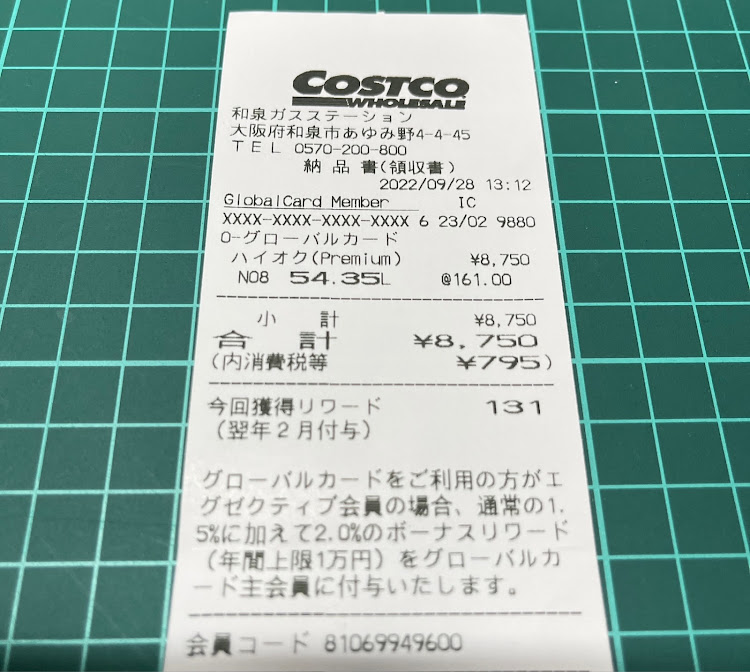 COSTCO
WHOLESALE
和泉ガスステーション
大阪府和泉市あゆみ野4-4-45
TEL 0570-200-800
納品書(領収書)
2022/09/28 13:12
GlobalCard Member IC
XXXX-XXXX-XXXX-XXXX 6 23/02 9880
0-グローバルカード
ハイオク(Premium) ¥8,750
N08 54.35L @161.00
小計 ¥8,750
合計 ¥8,750
(内消費税等 ¥795)
今回獲得リワード 131
(翌年2月付与)
グローバルカードをご利用の方がエ
グゼクティブ会員の場合、通常の1.
5%に加えて2.0%のボーナスリワード
(年間上限1万円)をグローバルカ
ード主会員に付与いたします。
会員コード 81069949600